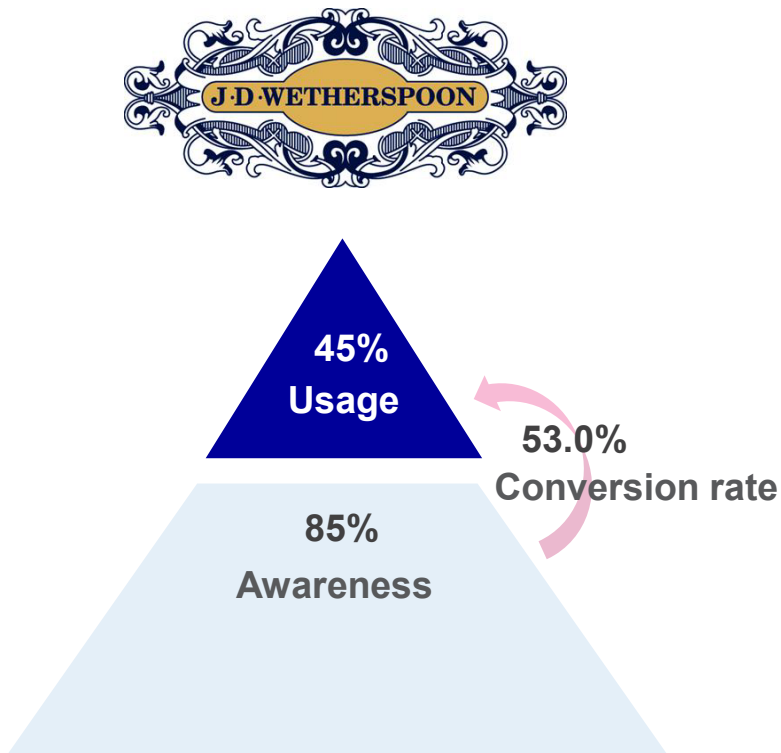 J·D·WETHERSPOON
45%
Usage
53.0%
Conversion rate
85%
Awareness